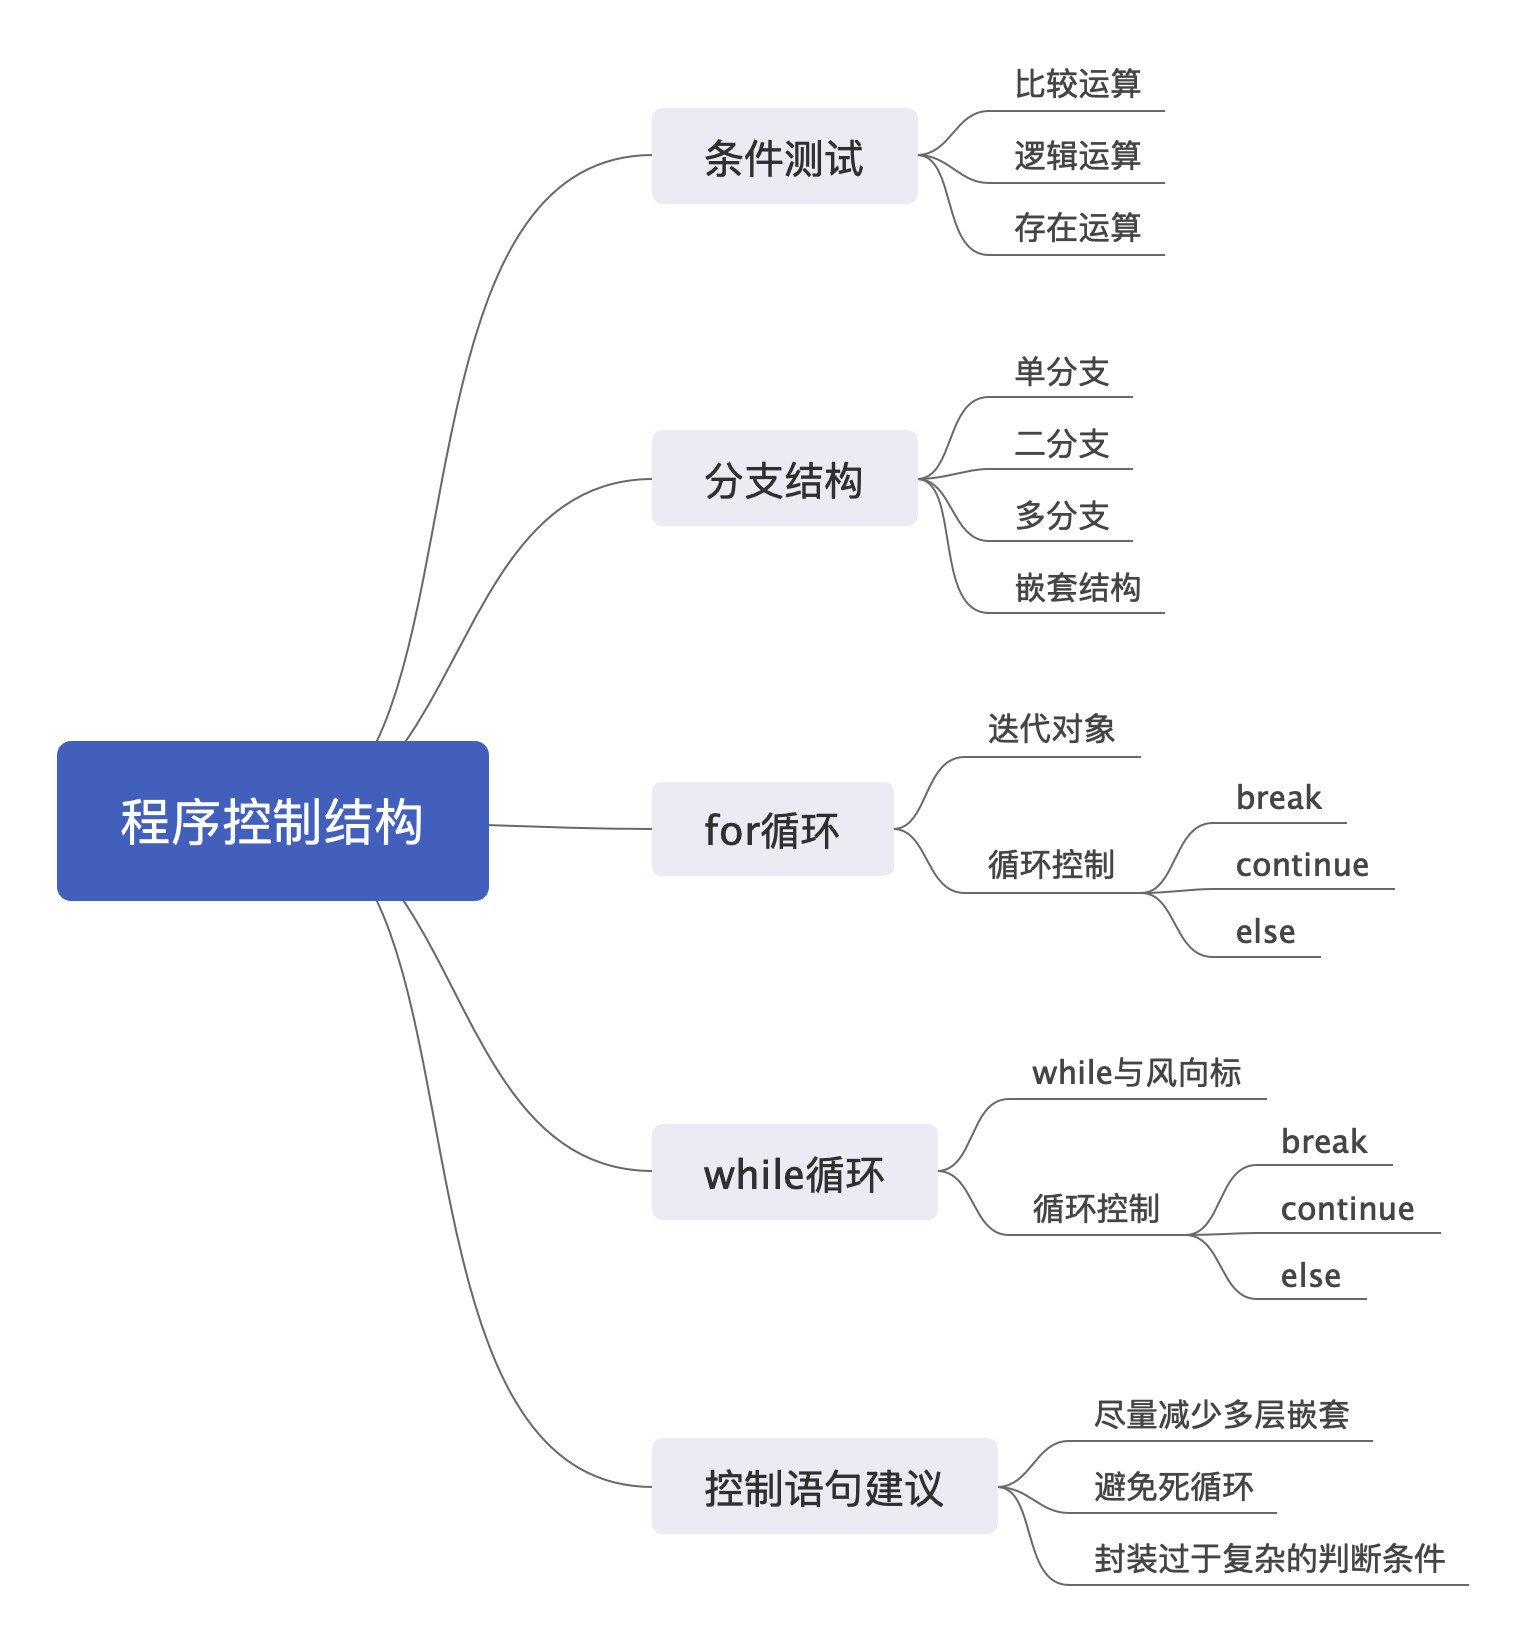 程序控制结构
条件测试
比较运算
逻辑运算
存在运算
分支结构
单分支
二分支
多分支
嵌套结构
for循环
迭代对象
循环控制
break
continue
else
while循环
while与风向标
循环控制
break
continue
else
控制语句建议
尽量减少多层嵌套
避免死循环
封装过于复杂的判断条件